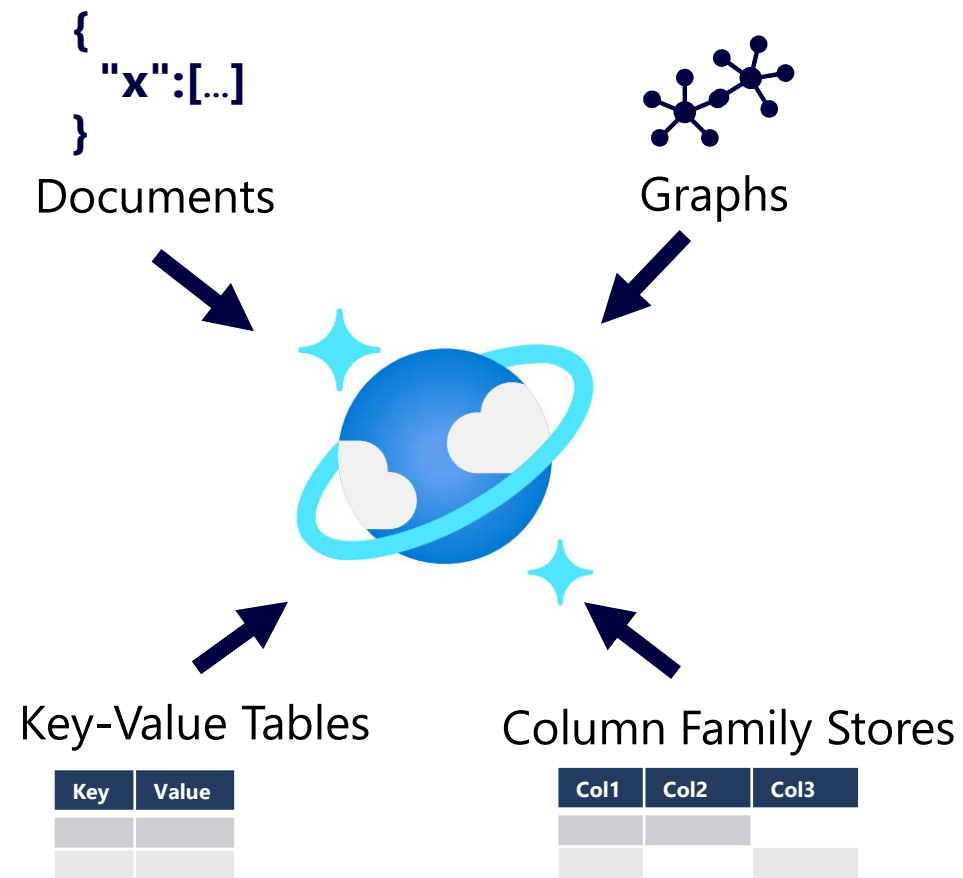 {
"x":[...]
}
Documents
Graphs
Key-Value Tables
Column Family Stores
Key Value
Col1 Col2 Col3